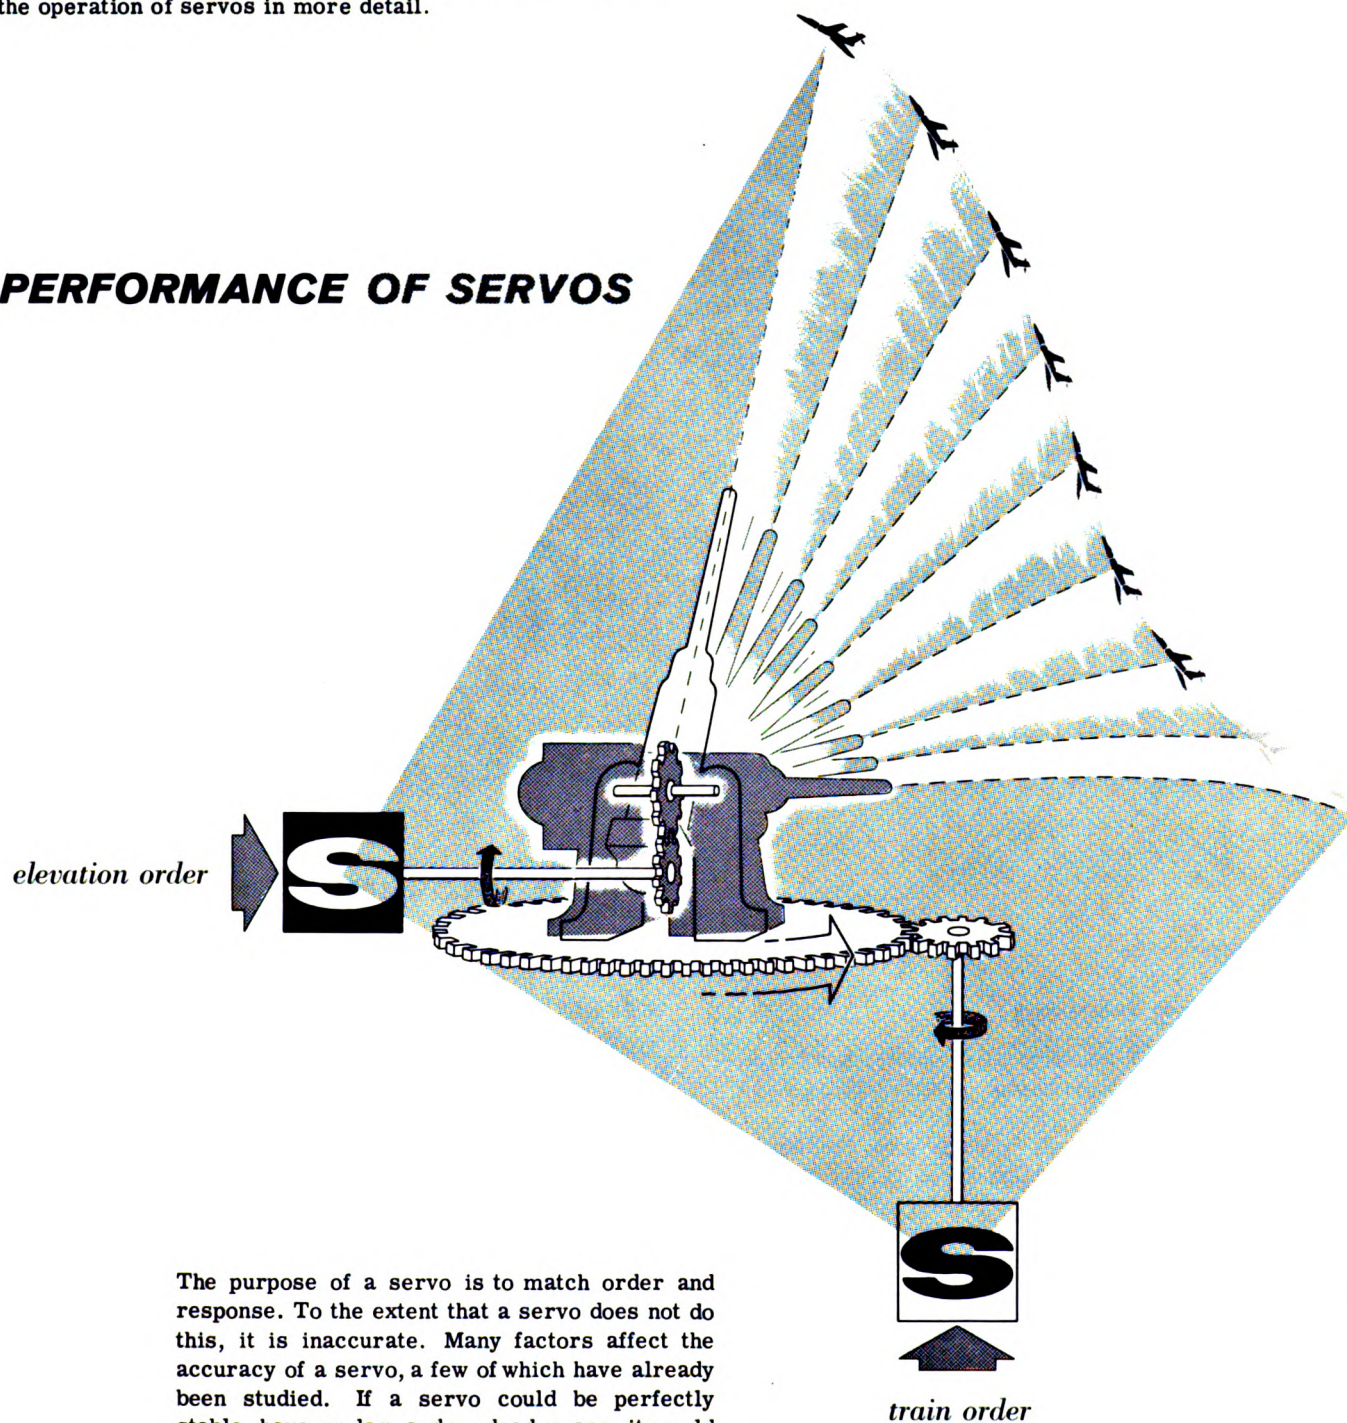 the operation of servos in more detail.
PERFORMANCE OF SERVOS
elevation order
S
S
train order
The purpose of a servo is to match order and
response. To the extent that a servo does not do
this, it is inaccurate. Many factors affect the
accuracy of a servo, a few of which have already
been studied. If a servo could be perfectly